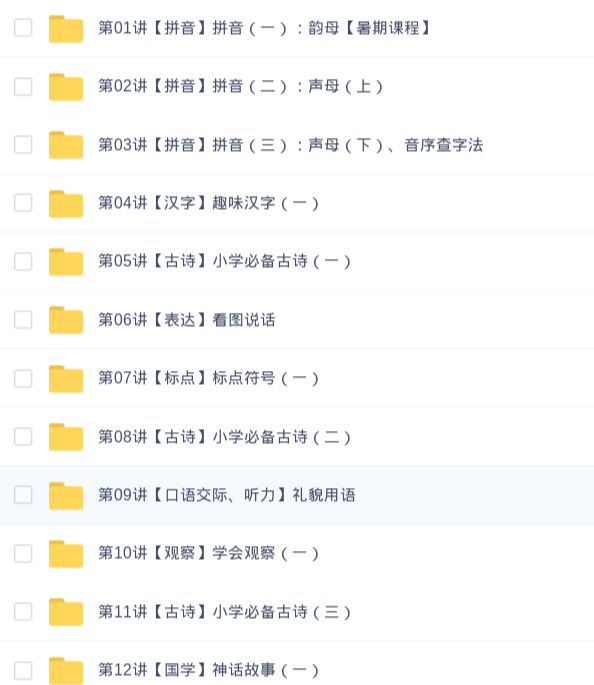 第01讲【拼音】拼音（一）：韵母【暑期课程】
第02讲【拼音】拼音（二）：声母（上）
第03讲【拼音】拼音（三）：声母（下）、音序查字法
第04讲【汉字】趣味汉字（一）
第05讲【古诗】小学必备古诗（一）
第06讲【表达】看图说话
第07讲【标点】标点符号（一）
第08讲【古诗】小学必备古诗（二）
第09讲【口语交际、听力】礼貌用语
第10讲【观察】学会观察（一）
第11讲【古诗】小学必备古诗（三）
第12讲【国学】神话故事（一）